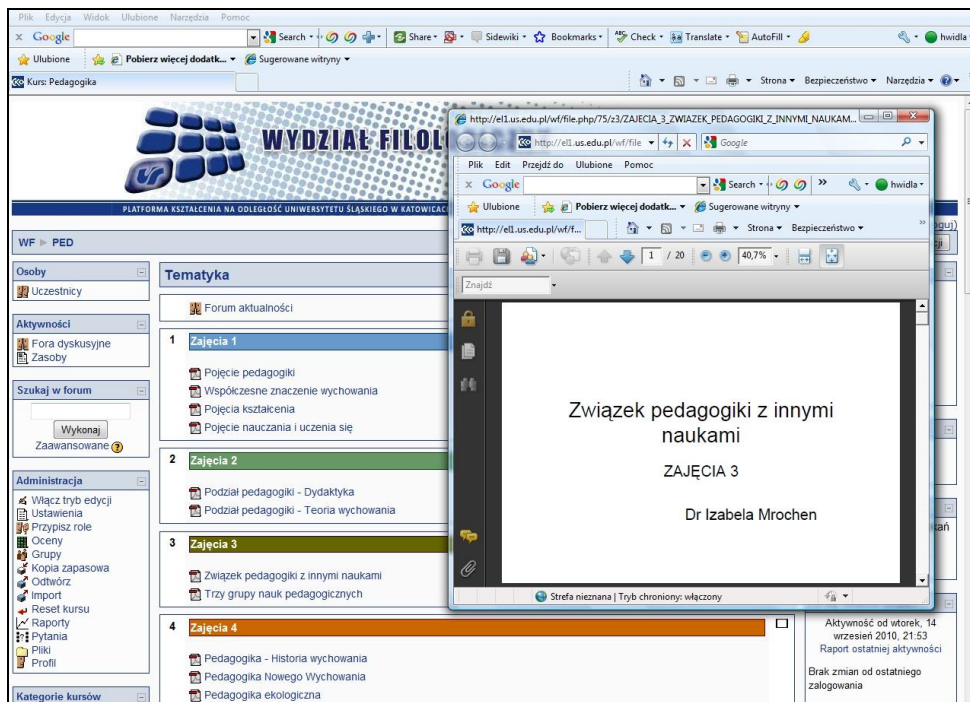 Plik Edycja Widok Ulubione Narzędzia Pomoc
x Google Search Share Sidewiki Bookmarks Check Translate AutoFill hwidla
Ulubione Pobierz więcej dodatk... Sugerowane witryny
Kurs: Pedagogika Strona Bezpieczeństwo Narzędzia
WYDZIAŁ FILOL
PLATFORMA KSZTAŁCENIA NA ODLEGŁOŚĆ UNIWERSYTETU ŚLĄSKIEGO W KATOWICAC
WF ► PED
Osoby
Uczestnicy
Aktywności
Fora dyskusyjne
Zasoby
Szukaj w forum
Wykonaj
Zaawansowane
Administracja
Włącz tryb edycji
Ustawienia
Przypisz role
Oceny
Grupy
Kopia zapasowa
Odtwórz
Import
Reset kursu
Raporty
Pytania
Pliki
Profil
Kategorie kursów
Tematyka
Forum aktualności
1 Zajęcia 1
Pojęcie pedagogiki
Współczesne znaczenie wychowania
Pojęcia kształcenia
Pojęcie nauczania i uczenia się
2 Zajęcia 2
Podział pedagogiki - Dydaktyka
Podział pedagogiki - Teoria wychowania
3 Zajęcia 3
Związek pedagogiki z innymi naukami
Trzy grupy nauk pedagogicznych
4 Zajęcia 4
Pedagogika - Historia wychowania
Pedagogika Nowego Wychowania
Pedagogika ekologiczna
http://el1.us.edu.pl/wf/file.php/75/z3/ZAJECIA_3_ZWIAZEK_PEDAGOGIKI_Z_INNYMI_NAUKAM...
http://el1.us.edu.pl/wf/file Google
Plik Edit Przejdź do Ulubione Pomoc
x Google Search » hwidla
Ulubione Pobierz więcej dodatk... Sugerowane witryny
http://el1.us.edu.pl/wf/f... Strona Bezpieczeństwo »
1 / 20 40,7%
Znajdź
Związek pedagogiki z innymi
naukami
ZAJĘCIA 3
Dr Izabela Mrochen
Strefa nieznana | Tryb chroniony: włączony
Aktywność od wtorek, 14
wrzesień 2010, 21:53
Raport ostatniej aktywności
Brak zmian od ostatniego
zalogowania